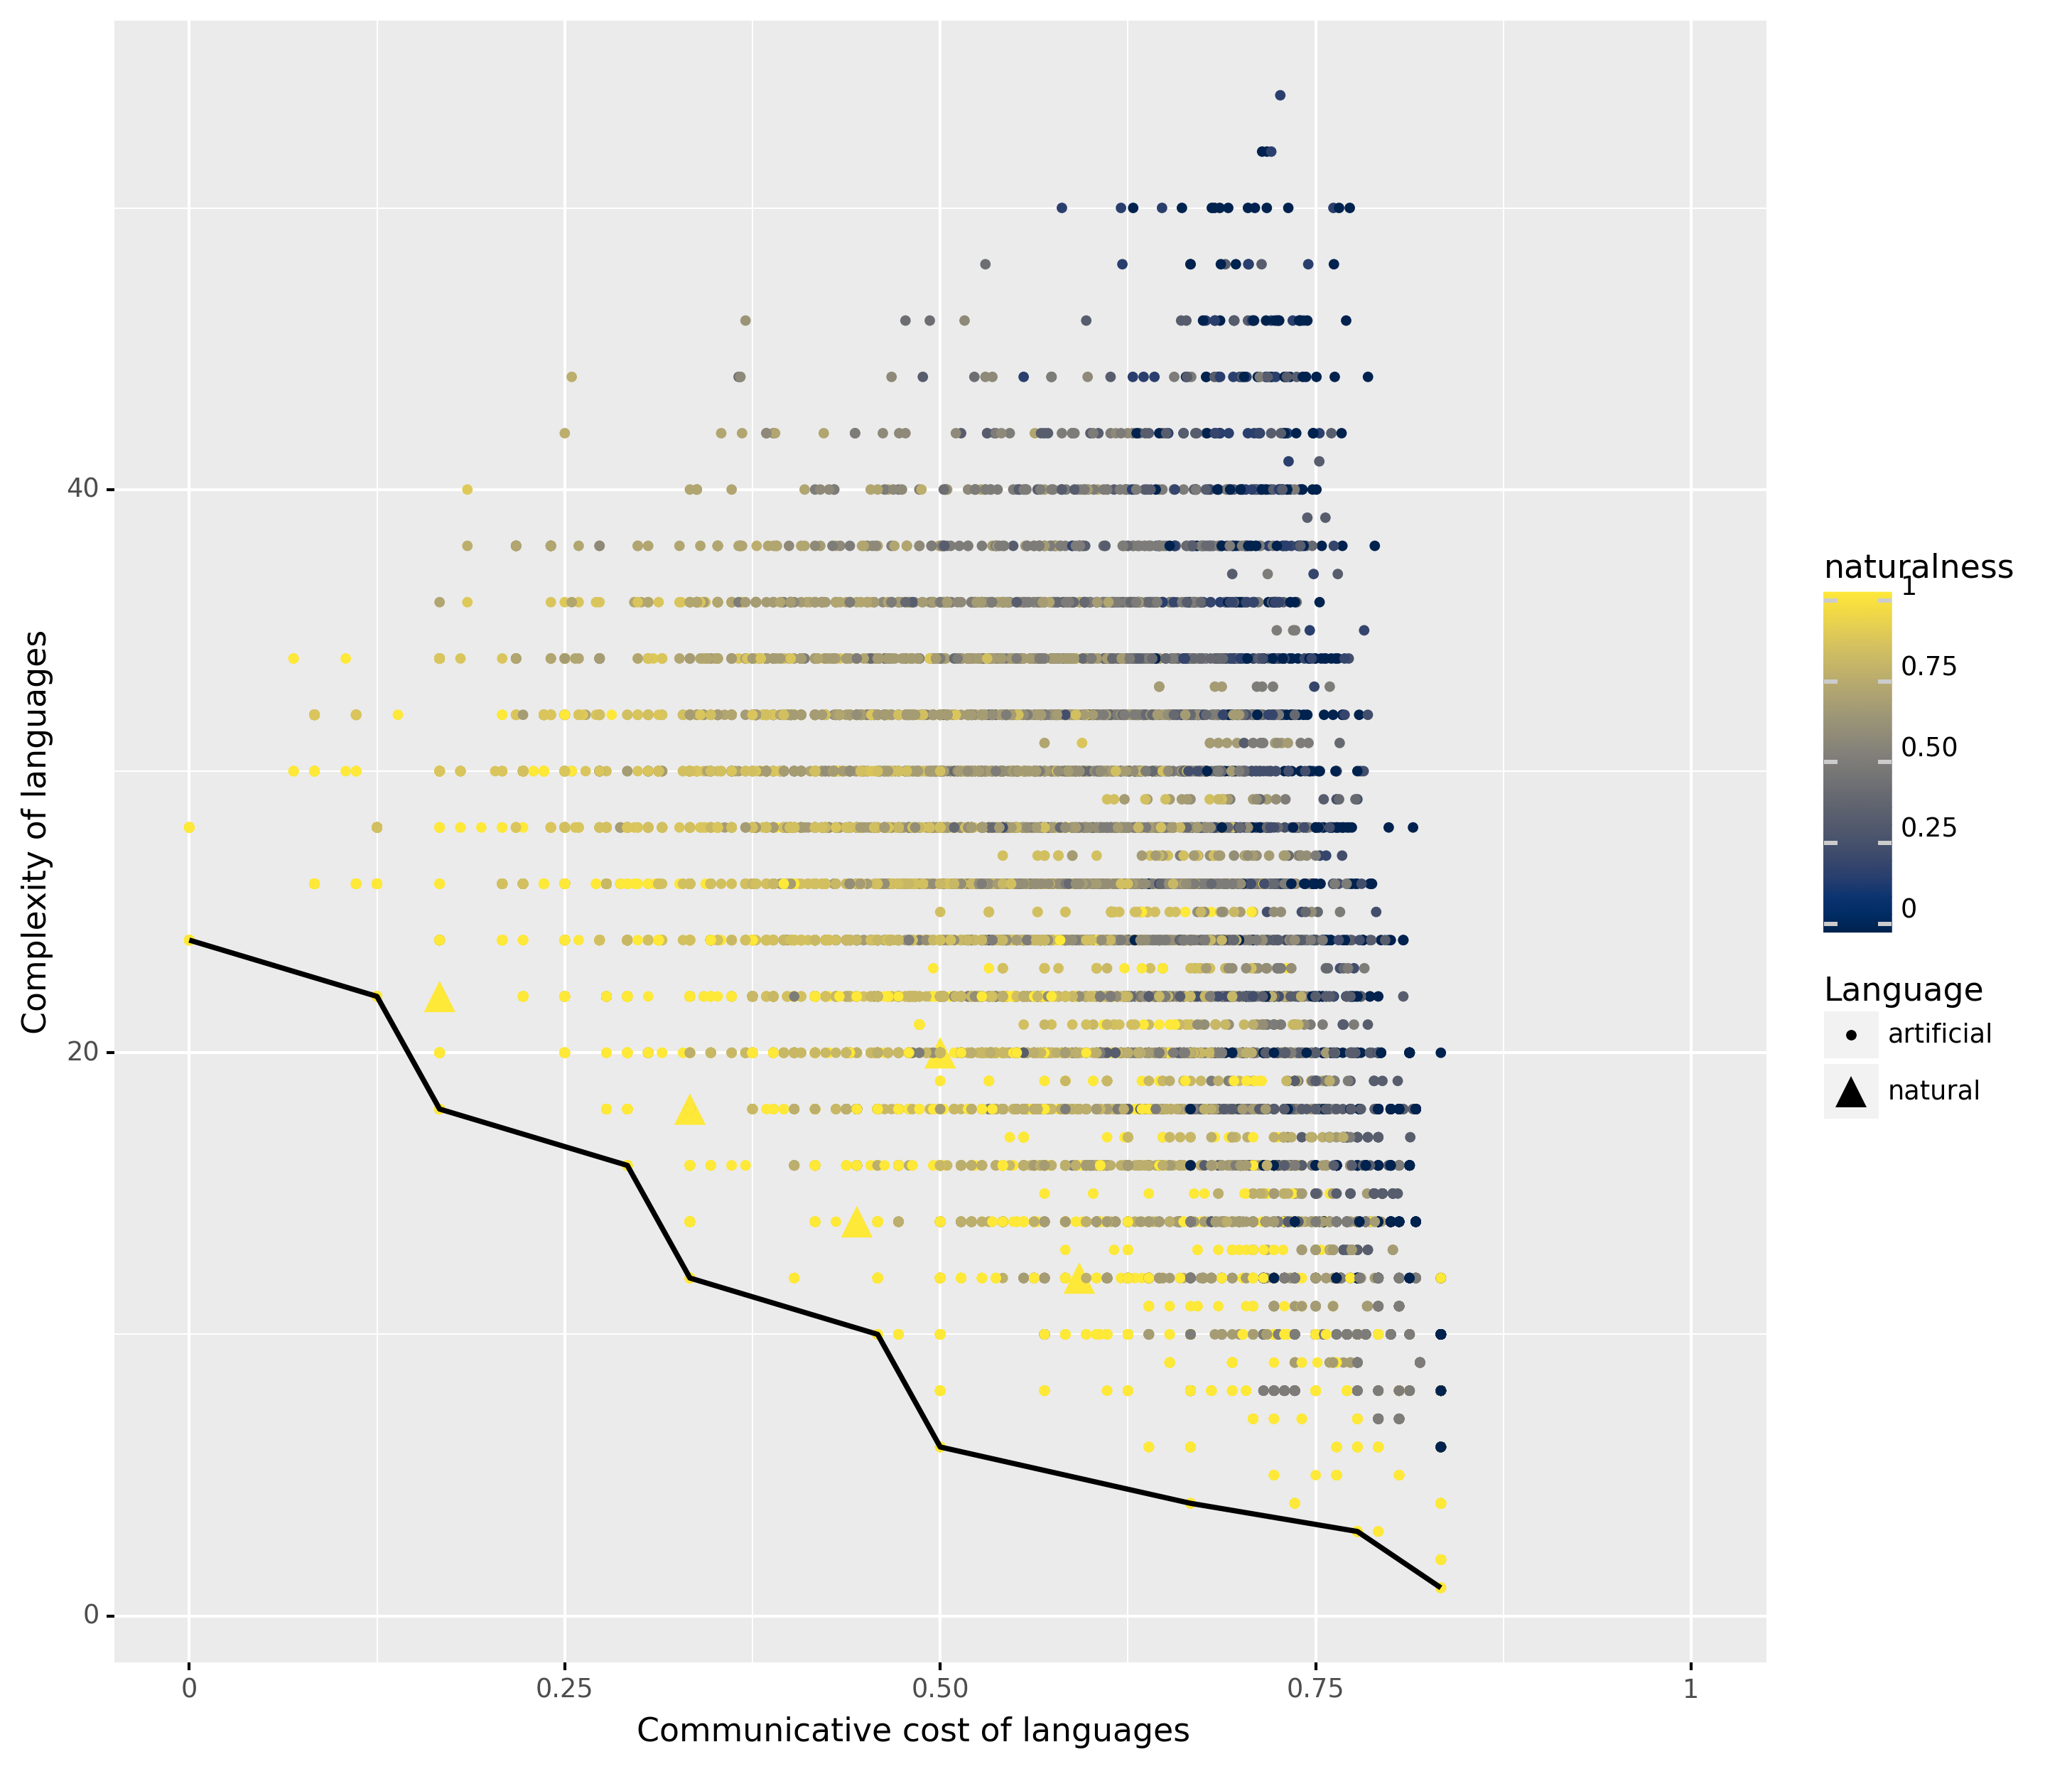 Complexity of languages
40
20
0
0
0.25
0.50
0.75
1
Communicative cost of languages
naturalness
1
0.75
0.50
0.25
0
Language
artificial
natural